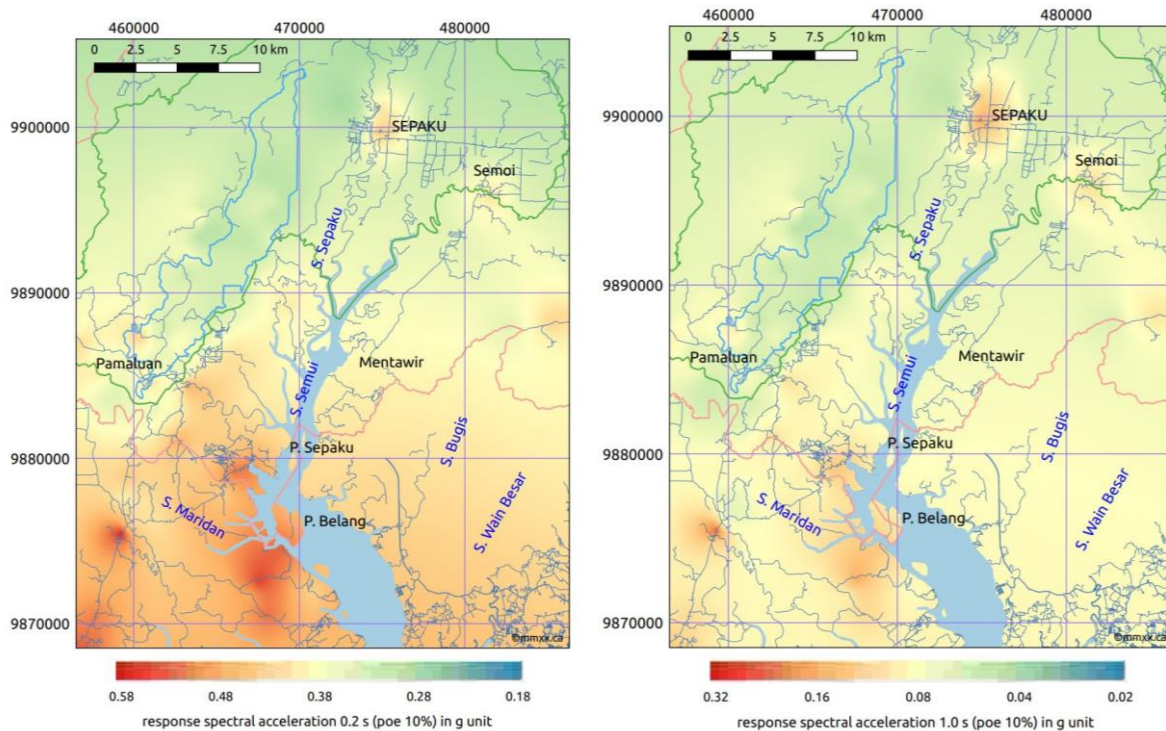 460000 470000 480000
0 2.5 5 7.5 10 km
9900000
SEPAKU
Semoi
S. Sepaku
9890000
Pamaluan
Mentawir
S. Semui
P. Sepaku
S. Bugis
9880000
S. Maridan
P. Belang
S. Wain Besar
9870000
©mmxx.ca
0.58 0.48 0.38 0.28 0.18
response spectral acceleration 0.2 s (poe 10%) in g unit
460000 470000 480000
0 2.5 5 7.5 10 km
9900000
SEPAKU
Semoi
S. Sepaku
9890000
Pamaluan
Mentawir
S. Semui
P. Sepaku
S. Bugis
9880000
S. Maridan
P. Belang
S. Wain Besar
9870000
©mmxx.ca
0.32 0.16 0.08 0.04 0.02
response spectral acceleration 1.0 s (poe 10%) in g unit